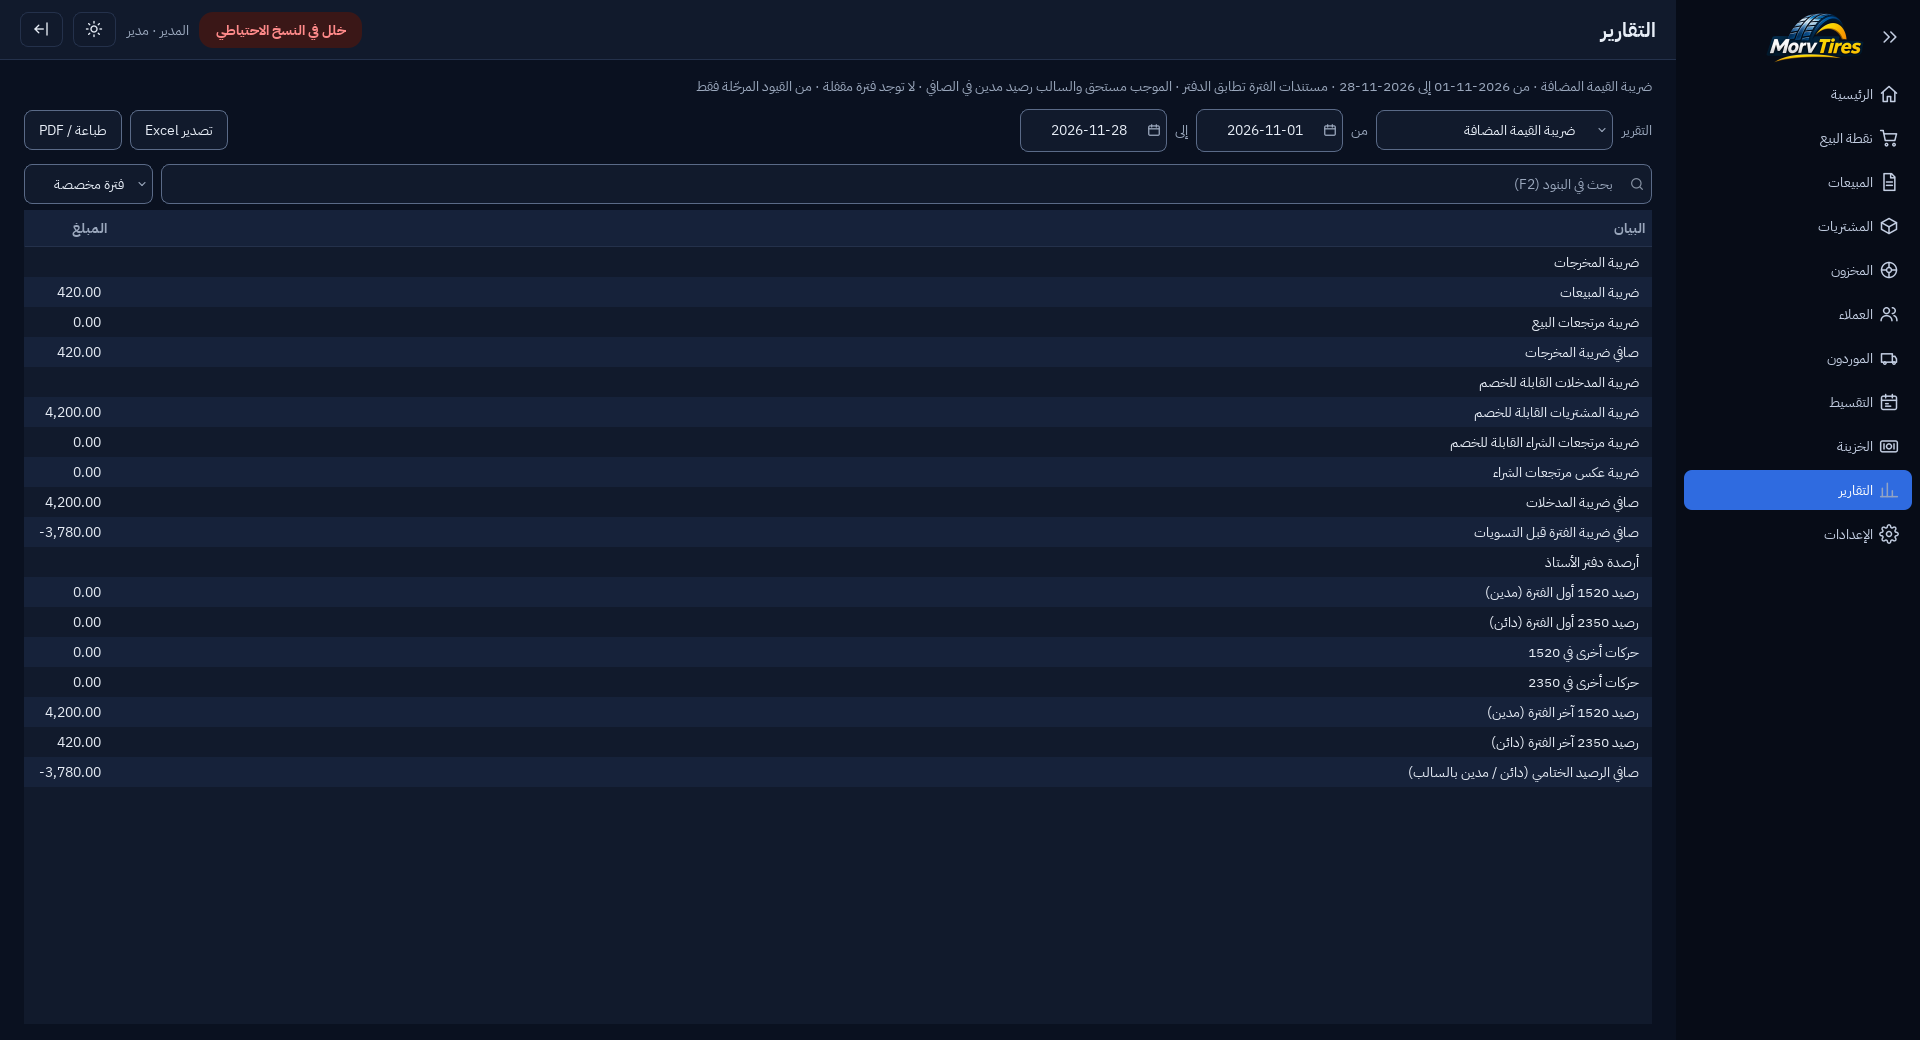 MorvTires
الرئيسية
نقطة البيع
المبيعات
المشتريات
المخزون
العملاء
الموردون
التقسيط
الخزينة
التقارير
الإعدادات
التقارير
المدير · مدير
خلل في النسخ الاحتياطي
ضريبة القيمة المضافة · من 2026-11-01 إلى 2026-11-28 · مستندات الفترة تطابق الدفتر · الموجب مستحق والسالب رصيد مدين في الصافي · لا توجد فترة مقفلة · من القيود المرحّلة فقط
التقرير ضريبة القيمة المضافة من 2026-11-01 إلى 2026-11-28 تصدير Excel طباعة / PDF
بحث في البنود (F2) فترة مخصصة
البيان المبلغ
ضريبة المخرجات
ضريبة المبيعات 420.00
ضريبة مرتجعات البيع 0.00
صافي ضريبة المخرجات 420.00
ضريبة المدخلات القابلة للخصم
ضريبة المشتريات القابلة للخصم 4,200.00
ضريبة مرتجعات الشراء القابلة للخصم 0.00
ضريبة عكس مرتجعات الشراء 0.00
صافي ضريبة المدخلات 4,200.00
صافي ضريبة الفترة قبل التسويات -3,780.00
أرصدة دفتر الأستاذ
رصيد 1520 أول الفترة (مدين) 0.00
رصيد 2350 أول الفترة (دائن) 0.00
حركات أخرى في 1520 0.00
حركات أخرى في 2350 0.00
رصيد 1520 آخر الفترة (مدين) 4,200.00
رصيد 2350 آخر الفترة (دائن) 420.00
صافي الرصيد الختامي (دائن / مدين بالسالب) -3,780.00